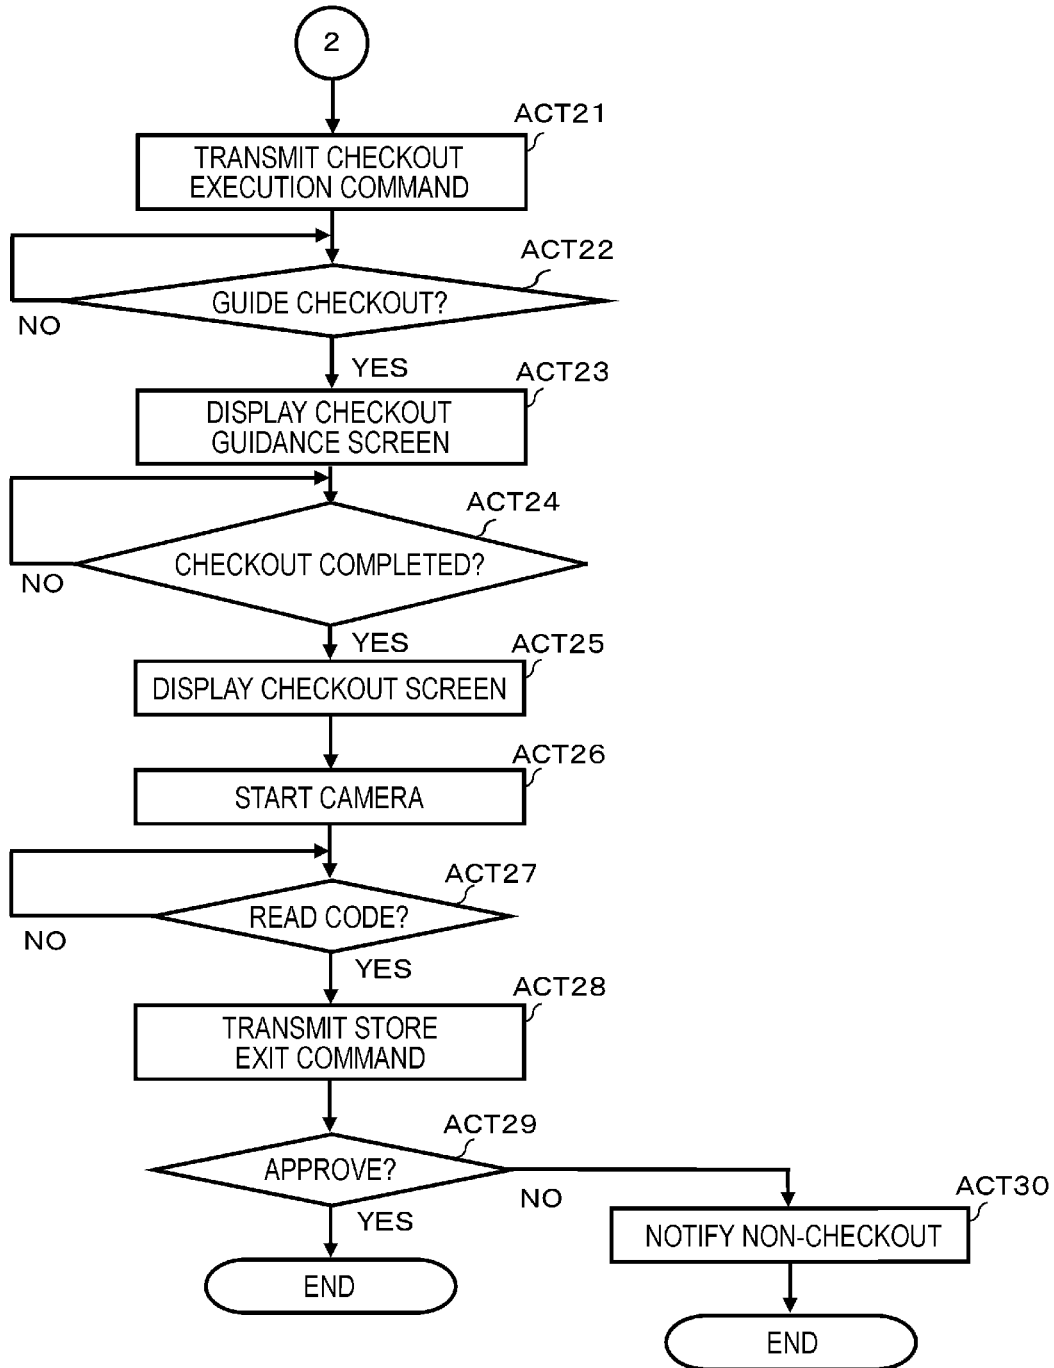 2
ACT21
TRANSMIT CHECKOUT
EXECUTION COMMAND
ACT22
GUIDE CHECKOUT?
NO
YES
ACT23
DISPLAY CHECKOUT
GUIDANCE SCREEN
ACT24
CHECKOUT COMPLETED?
NO
YES
ACT25
DISPLAY CHECKOUT SCREEN
ACT26
START CAMERA
ACT27
READ CODE?
NO
YES
ACT28
TRANSMIT STORE
EXIT COMMAND
ACT29
APPROVE?
NO
YES
ACT30
NOTIFY NON-CHECKOUT
END
END